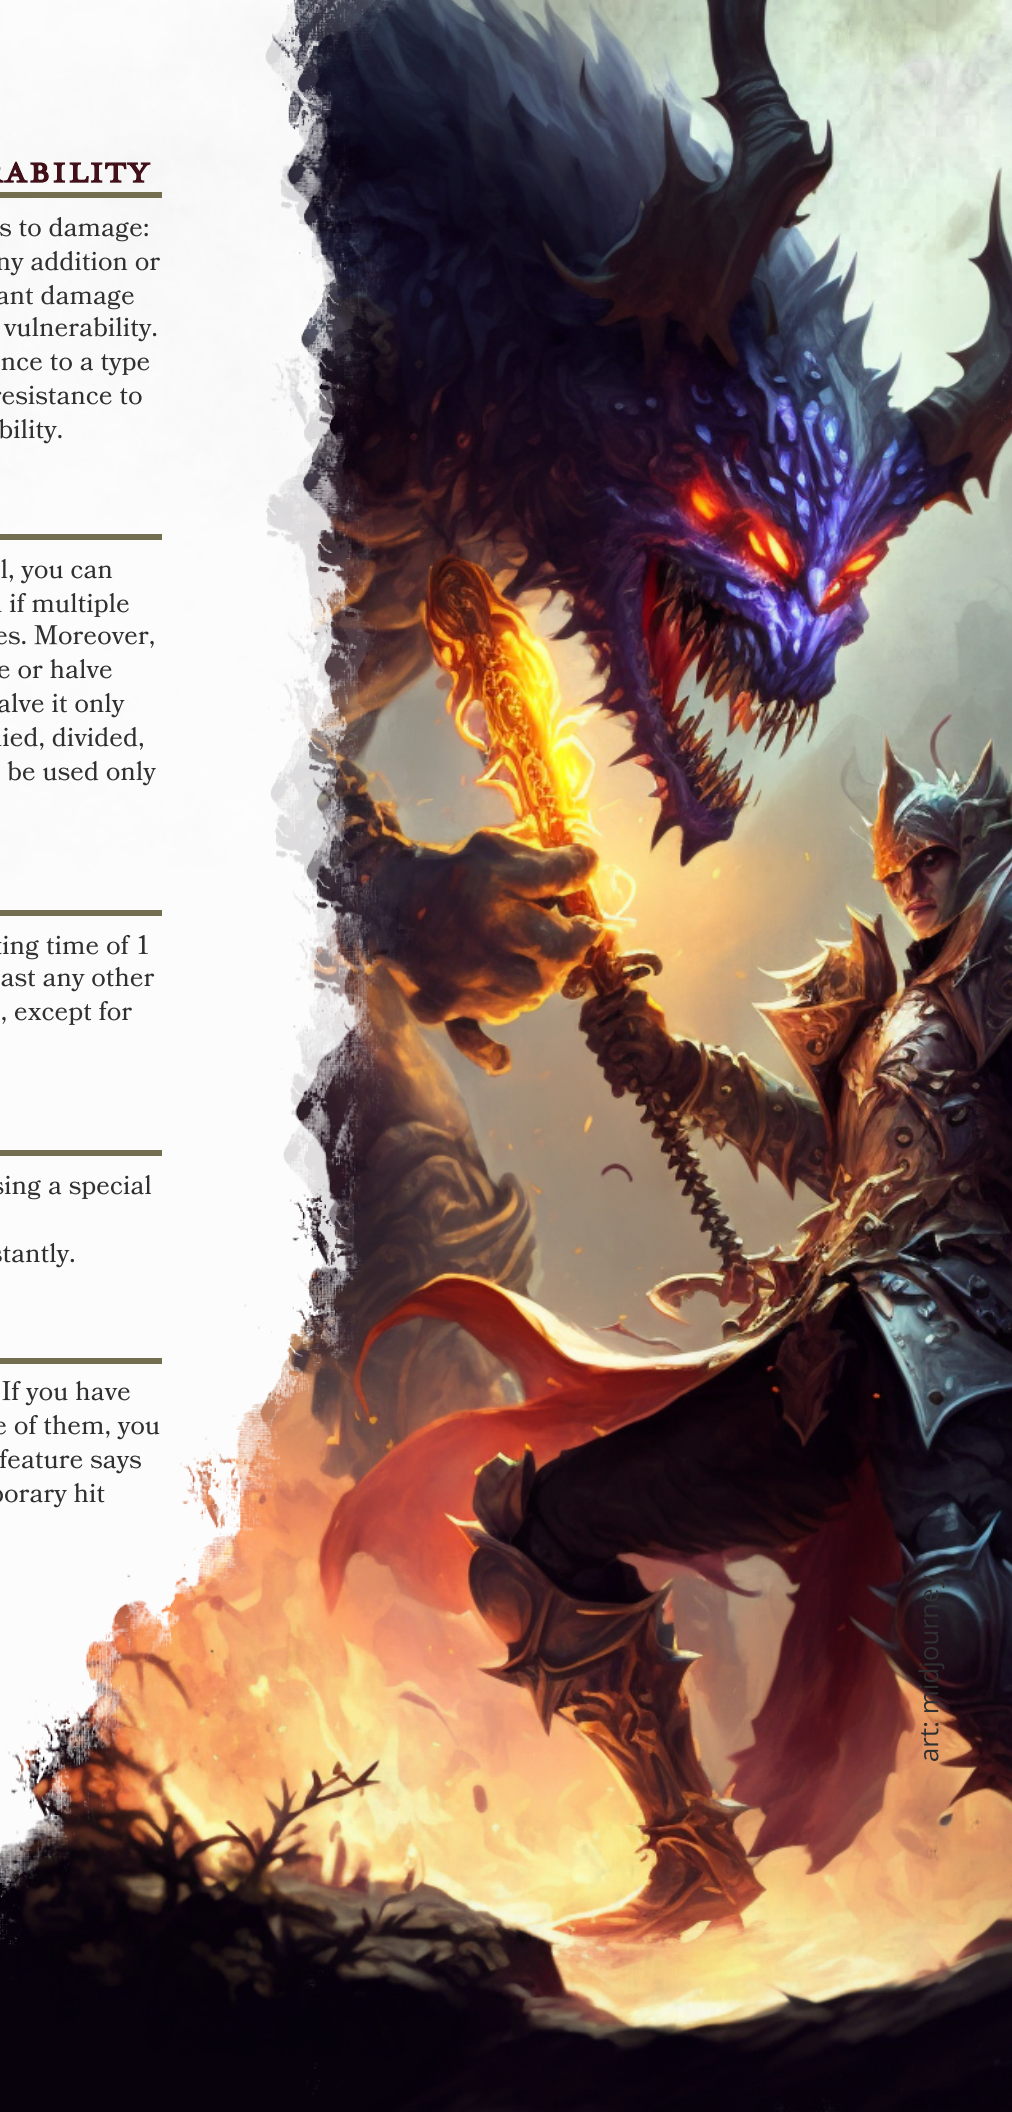 RABILITY
s to damage:
ny addition or
ant damage
vulnerability.
nce to a type
resistance to
bility.
l, you can
if multiple
es. Moreover,
e or halve
alve it only
lied, divided,
be used only
ting time of 1
ast any other
, except for
sing a special
stantly.
If you have
e of them, you
feature says
porary hit
art: midjourney